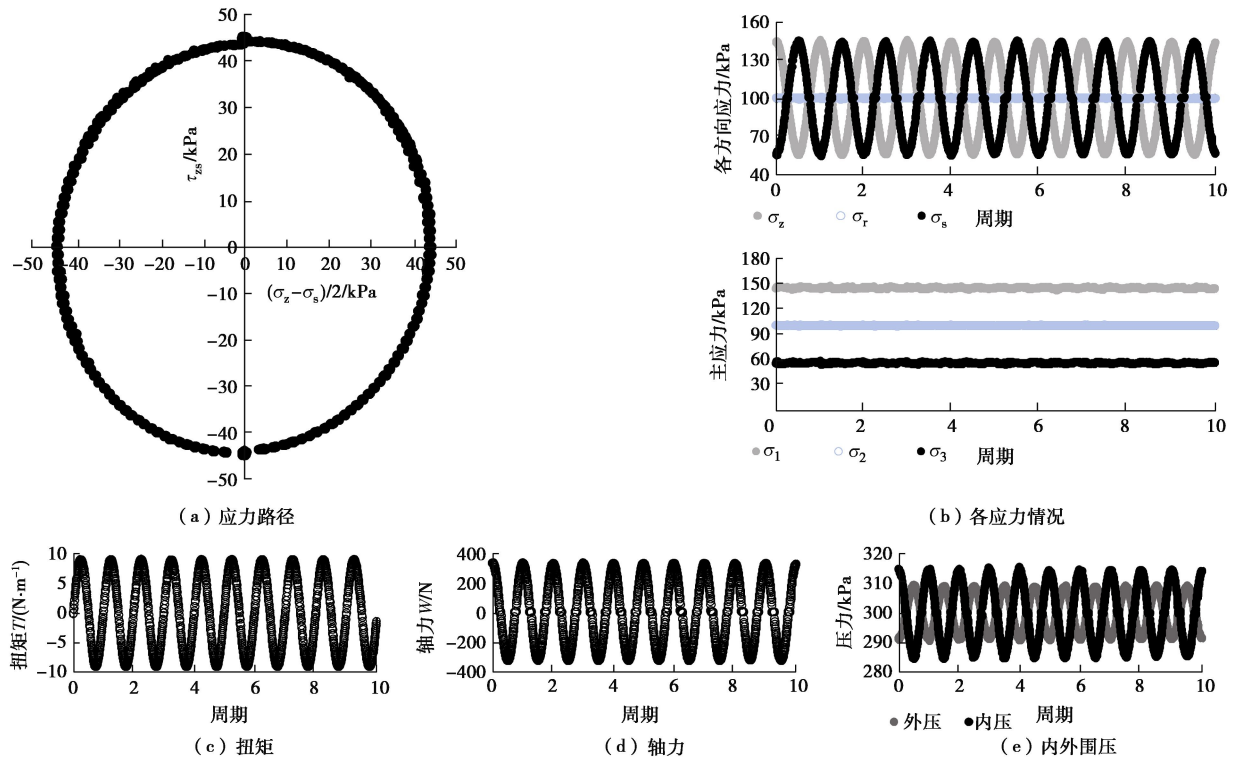 50
40
30
20
10
0
τzs/kPa
−50 −40 −30 −20 −10 0 10 20 30 40 50
(σz−σs)/2/kPa
−10
−20
−30
−40
−50
(a)应力路径
160
130
100
70
40
各方向应力/kPa
0 2 4 6 8 10
σz σr σs 周期
180
150
120
90
60
30
主应力/kPa
0 2 4 6 8 10
σ1 σ2 σ3 周期
(b)各应力情况
10
5
0
−5
−10
扭矩T/(N·m⁻¹)
0 2 4 6 8 10
周期
(c)扭矩
400
200
0
−200
−400
轴力W/N
0 2 4 6 8 10
周期
(d)轴力
320
310
300
290
280
压力/kPa
0 2 4 6 8 10
外压 内压 周期
(e)内外围压